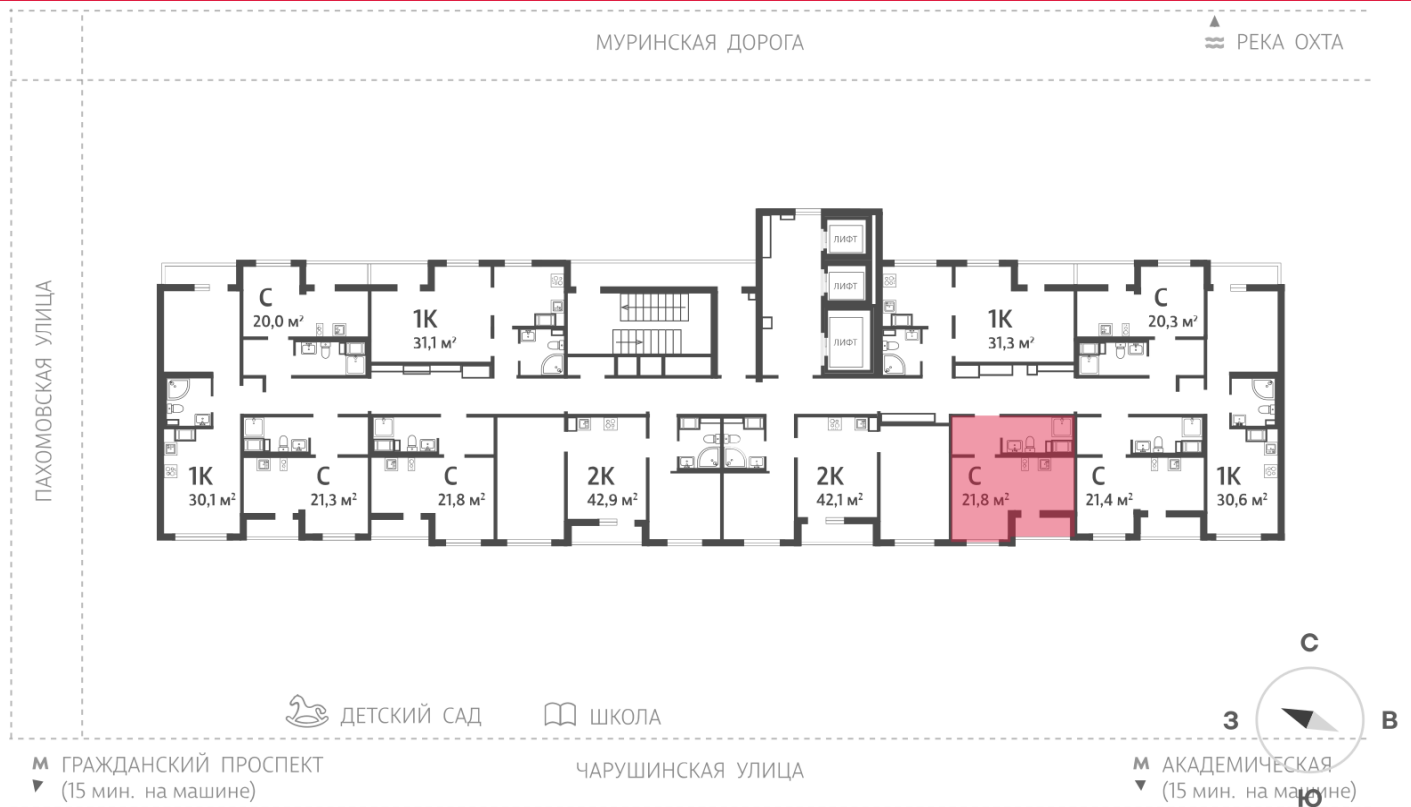 МУРИНСКАЯ ДОРОГА
РЕКА ОХТА
ПАХОМОВСКАЯ УЛИЦА
ЛИФТ
ЛИФТ
ЛИФТ
С
20,0 м²
1К
31,1 м²
1К
31,3 м²
С
20,3 м²
1К
30,1 м²
С
21,3 м²
С
21,8 м²
2К
42,9 м²
2К
42,1 м²
С
21,8 м²
С
21,4 м²
1К
30,6 м²
ДЕТСКИЙ САД
ШКОЛА
С
З
В
Ю
М ГРАЖДАНСКИЙ ПРОСПЕКТ
(15 мин. на машине)
ЧАРУШИНСКАЯ УЛИЦА
М АКАДЕМИЧЕСКАЯ
(15 мин. на машине)